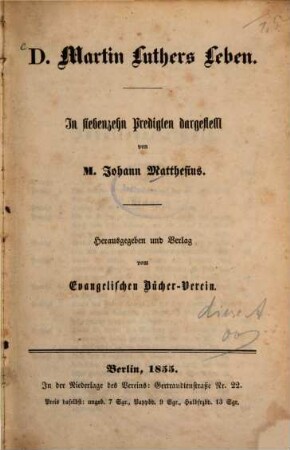 D. Martin Luthers Leben.
In siebenzehn Predigten dargestellt
von
M. Johann Matthesius.
Herausgegeben und Verlag
vom
Evangelischen Bücher-Verein.
diese A
Berlin, 1855.
In der Niederlage des Vereins: Gertraudtenstraße Nr. 22.
Preis daselbst: ungeb. 7 Sgr., Pappbd. 9 Sgr., Halbfrzbd. 13 Sgr.